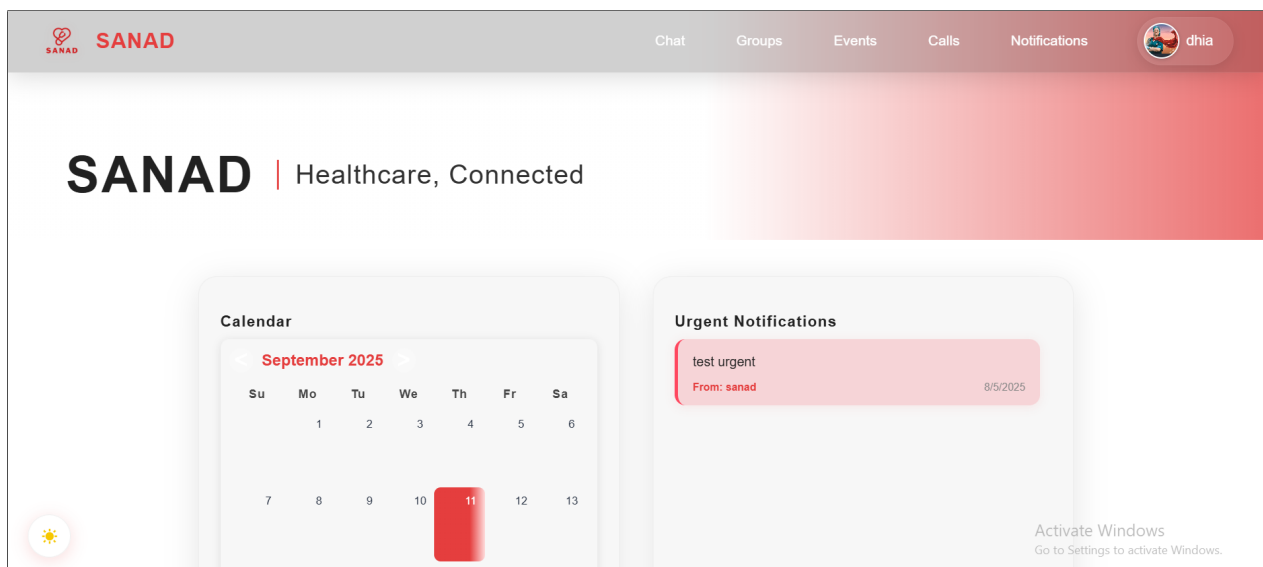 SANAD
SANAD
Chat
Groups
Events
Calls
Notifications
dhia
SANAD
Healthcare, Connected
Calendar
< September 2025 >
Su Mo Tu We Th Fr Sa
1 2 3 4 5 6
7 8 9 10 11 12 13
Urgent Notifications
test urgent
From: sanad
8/5/2025
Activate Windows
Go to Settings to activate Windows.